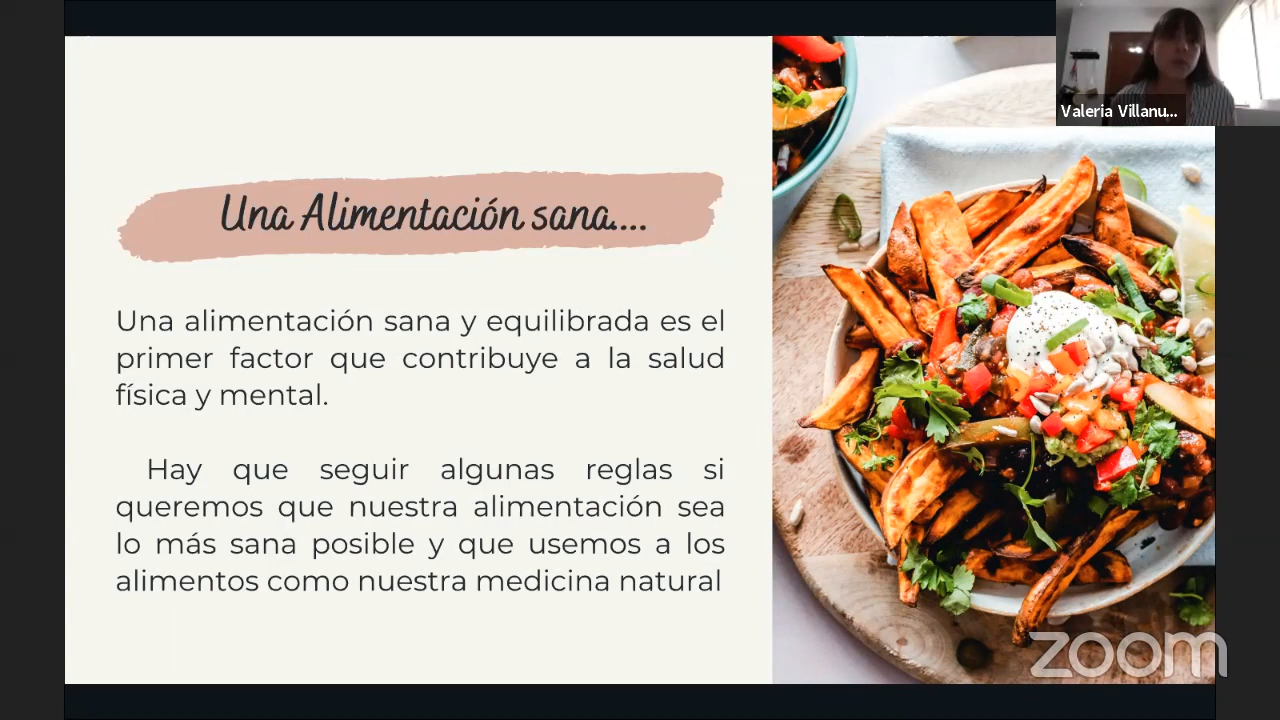 Valeria Villanu...
Una Alimentación sana....
Una alimentación sana y equilibrada es el
primer factor que contribuye a la salud
física y mental.
Hay que seguir algunas reglas si
queremos que nuestra alimentación sea
lo más sana posible y que usemos a los
alimentos como nuestra medicina natural
zoom